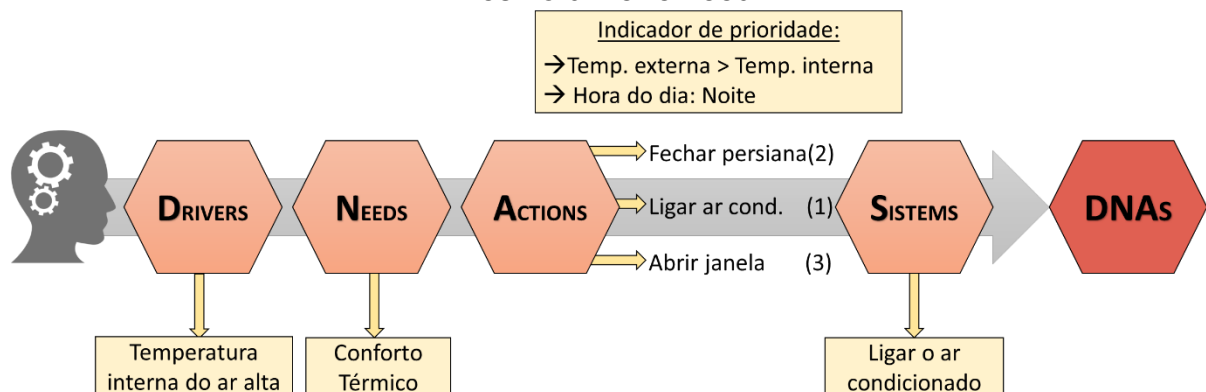 Indicador de prioridade:
→Temp. externa > Temp. interna
→ Hora do dia: Noite
Fechar persiana(2)
DRIVERS
NEEDS
ACTIONS
Ligar ar cond. (1)
SISTEMS
DNAS
Abrir janela (3)
Temperatura
interna do ar alta
Conforto
Térmico
Ligar o ar
condicionado